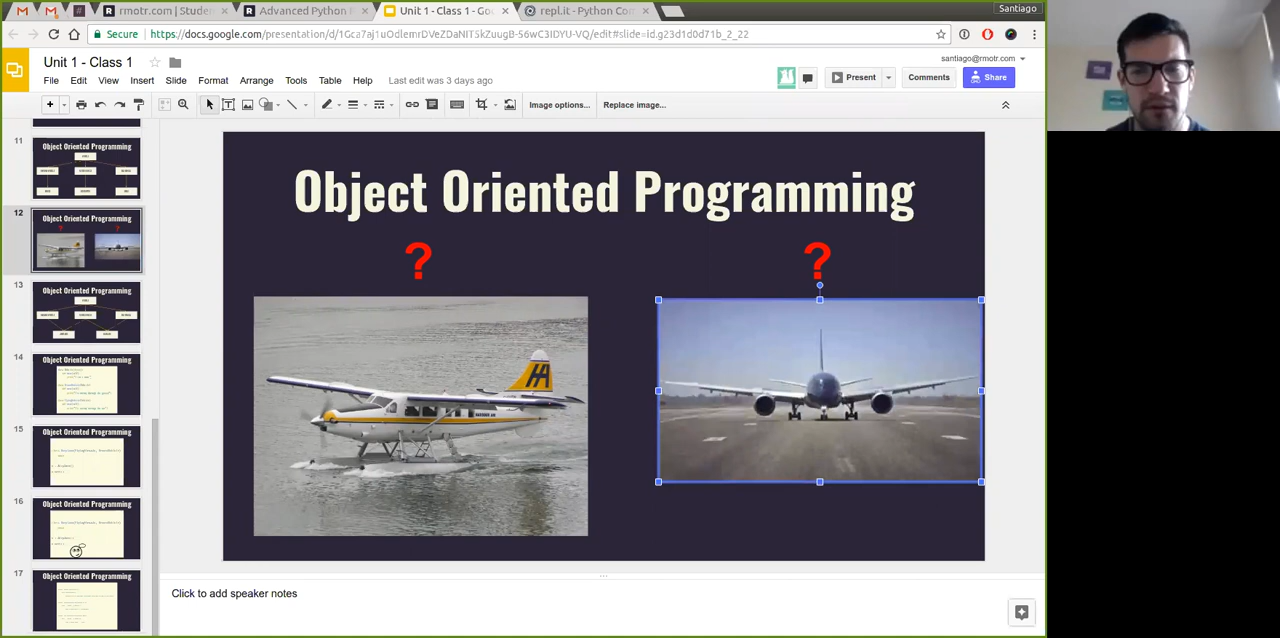 Santiago
rmotr.com | Stude
Advanced Python
Unit 1 - Class 1 - Go
repl.it - Python Co
Secure
https://docs.google.com/presentation/d/1Gca7aj1uOdlemrDVeZDaNlT5kZuugB-56wC3IDYU-VQ/edit#slide=id.g23d1d0d71b_2_22
Unit 1 - Class 1
santiago@rmotr.com
File Edit View Insert Slide Format Arrange Tools Table Help Last edit was 3 days ago
Present
Comments
Share
Image options...
Replace image...
11
Object Oriented Programming
12
Object Oriented Programming
? ?
13
Object Oriented Programming
14
Object Oriented Programming
15
Object Oriented Programming
16
Object Oriented Programming
17
Object Oriented Programming
Object Oriented Programming
? ?
Click to add speaker notes